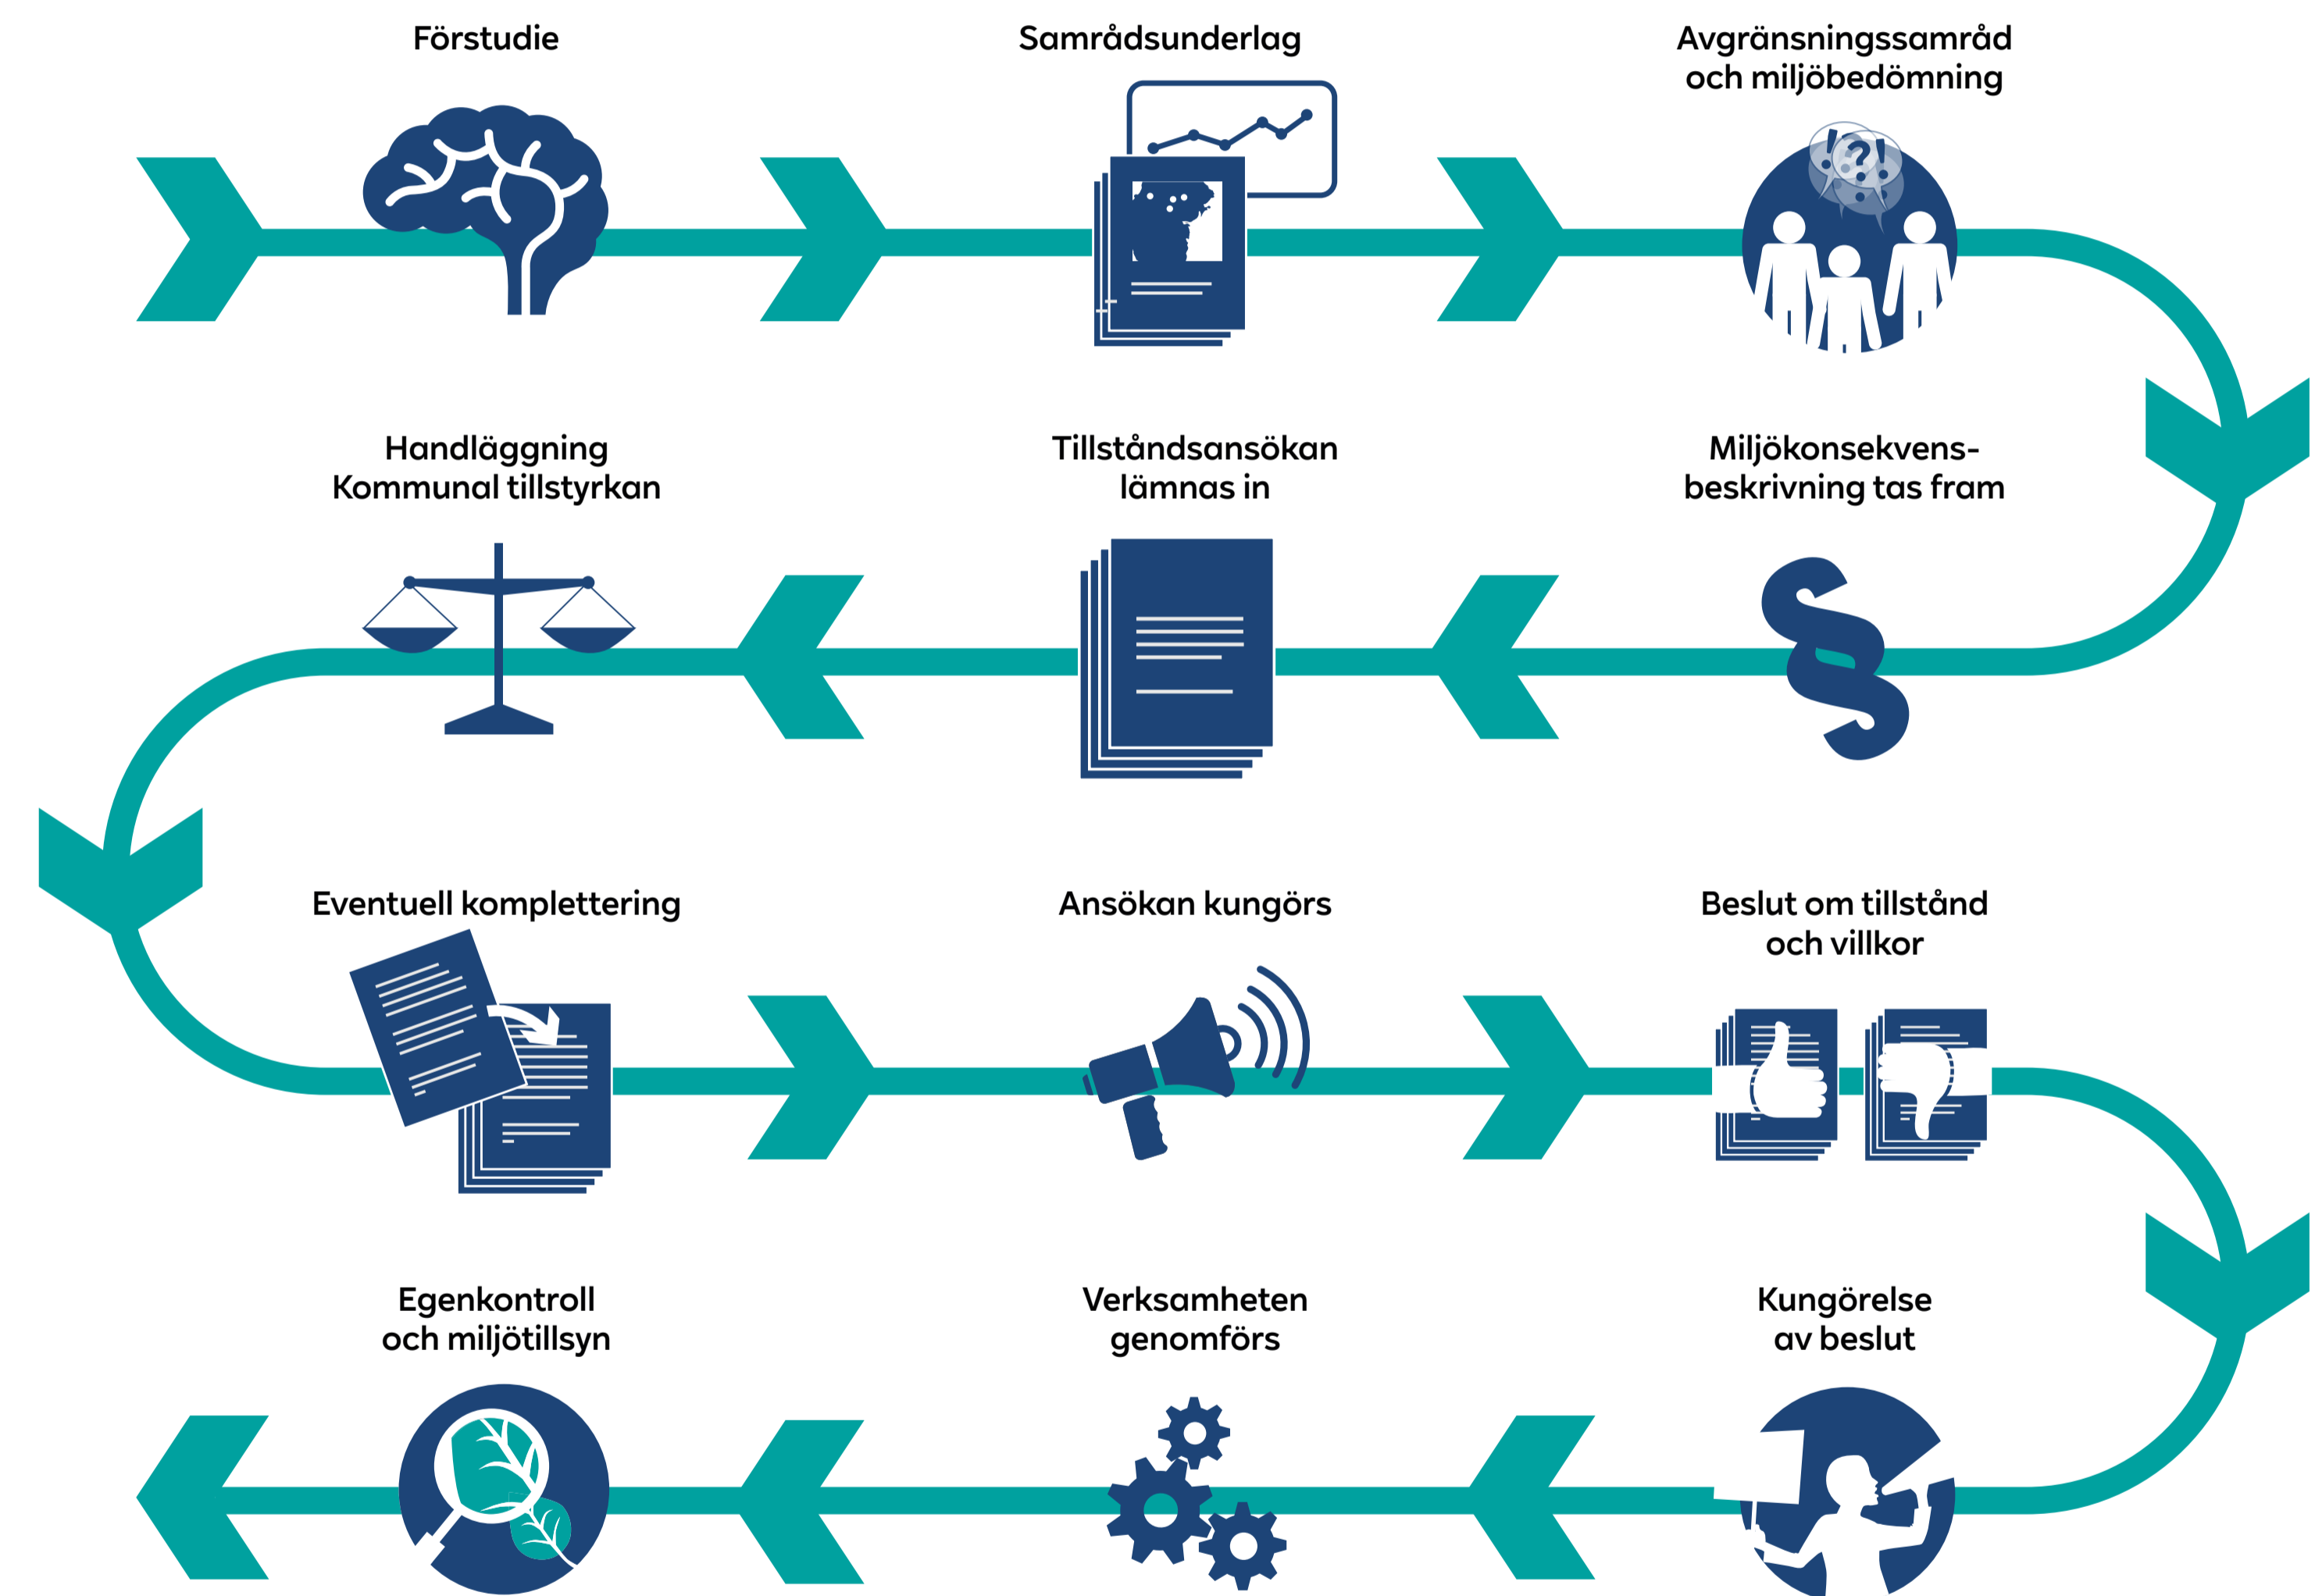 Förstudie
Samrådsunderlag
Avgränsningssamråd
och miljöbedömning
Miljökonsekvens-
beskrivning tas fram
Tillståndsansökan
lämnas in
Handläggning
Kommunal tillstyrkan
Eventuell komplettering
Ansökan kungörs
Beslut om tillstånd
och villkor
Kungörelse
av beslut
Verksamheten
genomförs
Egenkontroll
och miljötillsyn